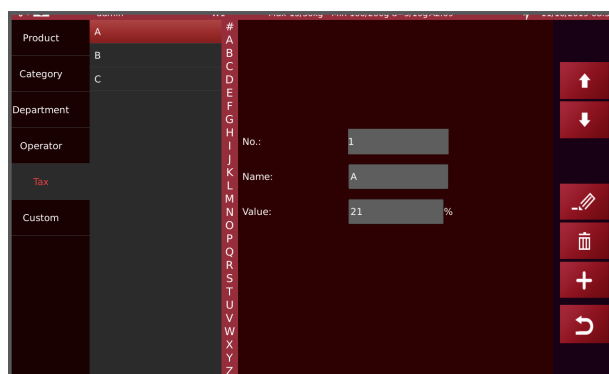 Product
Category
Department
Operator
Tax
Custom
A
B
C
#
A
B
C
D
E
F
G
H
I
J
K
L
M
N
O
P
Q
R
S
T
U
V
W
X
Y
Z
No.:
1
Name:
A
Value:
21
%